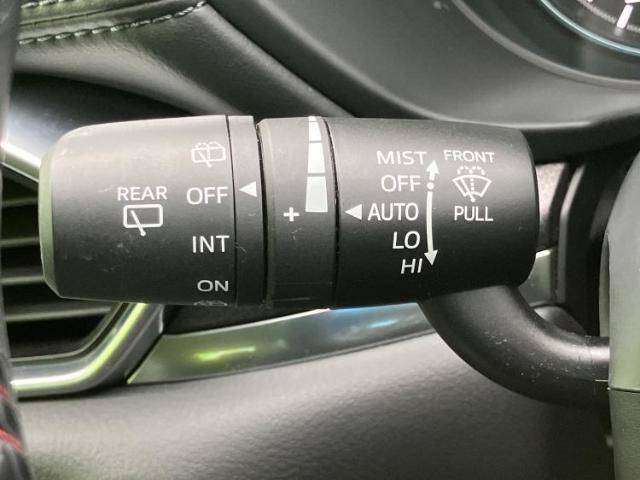 REAR
OFF
INT
ON
+
MIST
OFF
AUTO
LO
HI
FRONT
PULL